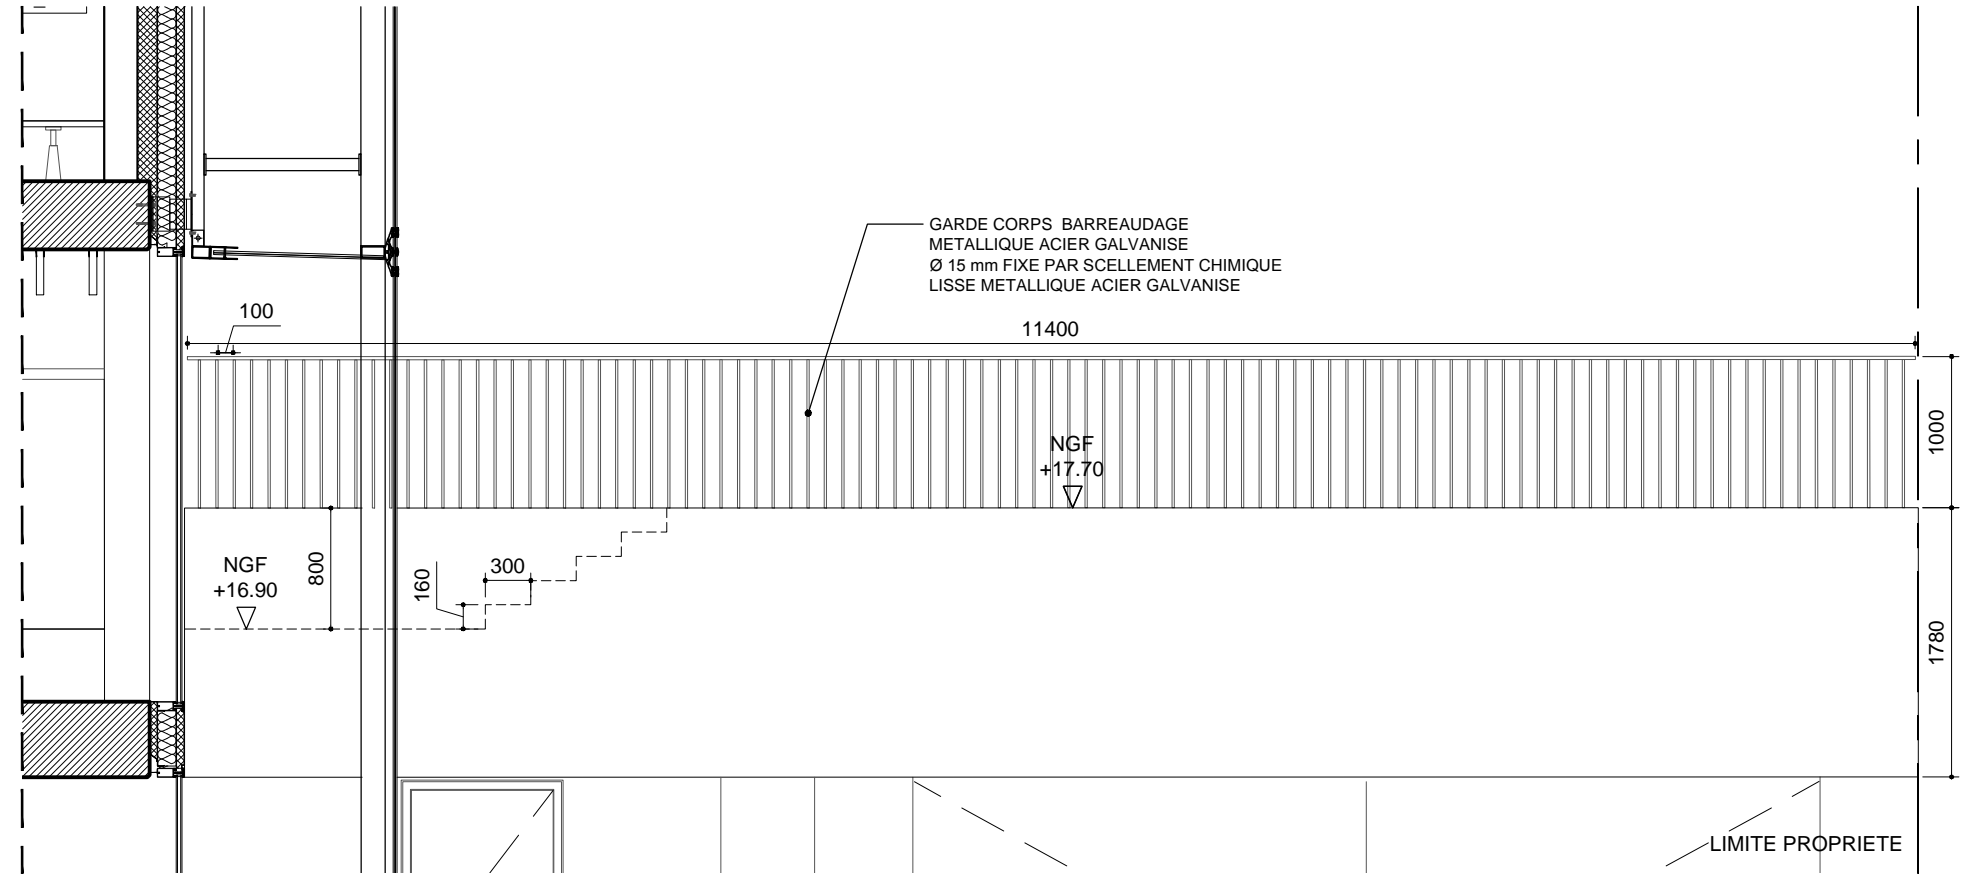 GARDE CORPS BARREAUDAGE
METALLIQUE ACIER GALVANISE
Ø 15 mm FIXE PAR SCELLEMENT CHIMIQUE
LISSE METALLIQUE ACIER GALVANISE
100
11400
1000
NGF
+17.70
NGF
+16.90
800
160
300
1780
LIMITE PROPRIETE